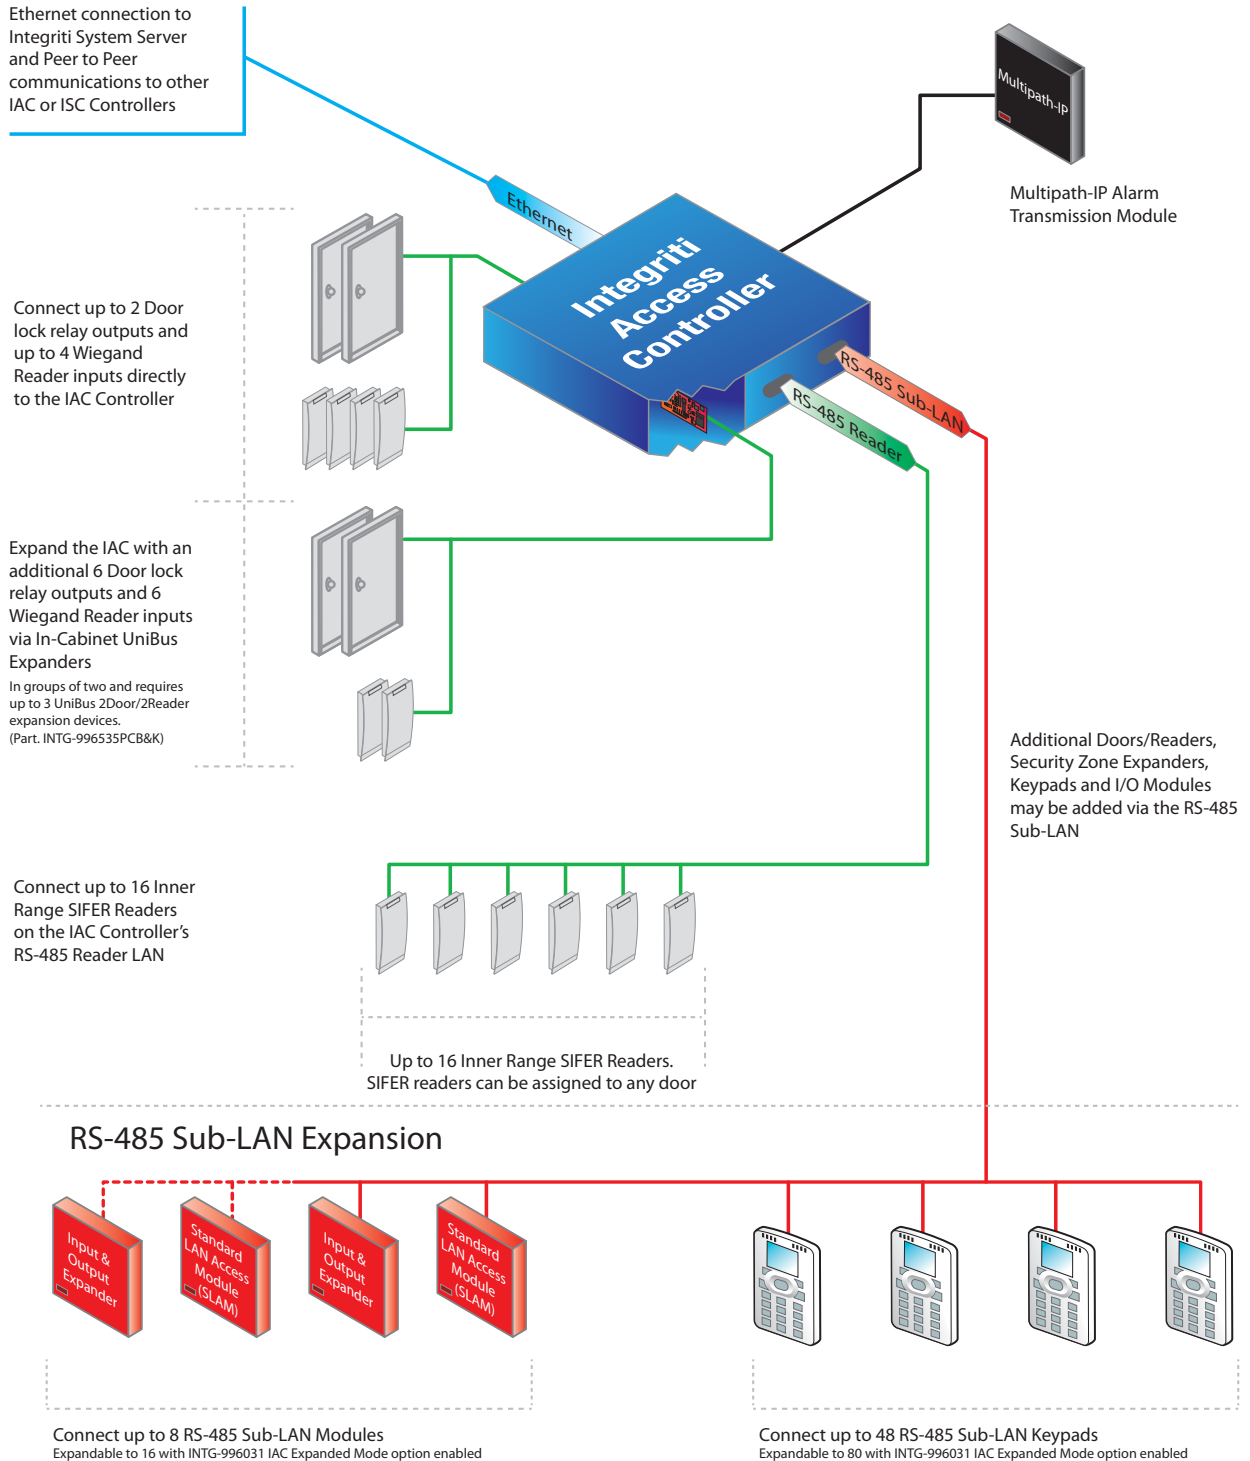 Ethernet connection to
Integriti System Server
and Peer to Peer
communications to other
IAC or ISC Controllers
Multipath-IP
Multipath-IP Alarm
Transmission Module
Ethernet
Integriti
Access
Controller
RS-485 Sub-LAN
RS-485 Reader
Connect up to 2 Door
lock relay outputs and
up to 4 Wiegand
Reader inputs directly
to the IAC Controller
Expand the IAC with an
additional 6 Door lock
relay outputs and 6
Wiegand Reader inputs
via In-Cabinet UniBus
Expanders
In groups of two and requires
up to 3 UniBus 2Door/2Reader
expansion devices.
(Part. INTG-996535PCB&K)
Additional Doors/Readers,
Security Zone Expanders,
Keypads and I/O Modules
may be added via the RS-485
Sub-LAN
Connect up to 16 Inner
Range SIFER Readers
on the IAC Controller's
RS-485 Reader LAN
Up to 16 Inner Range SIFER Readers.
SIFER readers can be assigned to any door
RS-485 Sub-LAN Expansion
Input &
Output
Expander
Standard
LAN Access
Module
(SLAM)
Input &
Output
Expander
Standard
LAN Access
Module
(SLAM)
Connect up to 8 RS-485 Sub-LAN Modules
Expandable to 16 with INTG-996031 IAC Expanded Mode option enabled
Connect up to 48 RS-485 Sub-LAN Keypads
Expandable to 80 with INTG-996031 IAC Expanded Mode option enabled